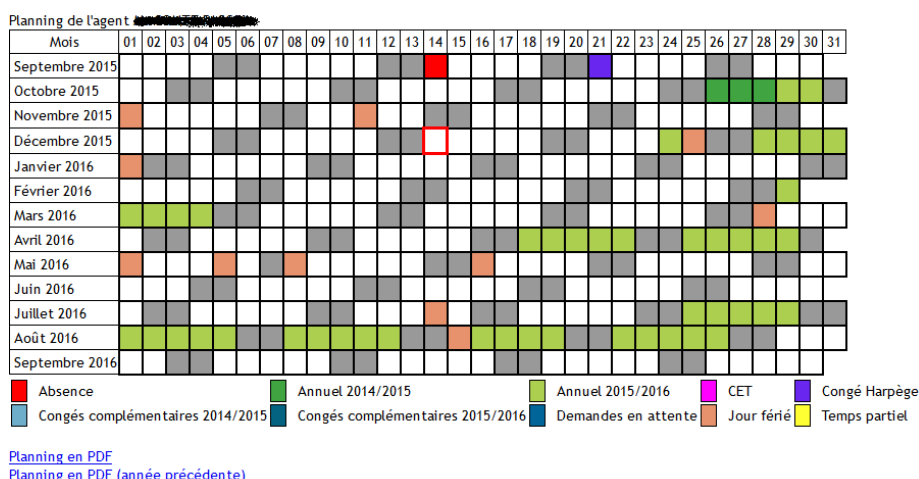 Planning de l'agent
Mois 01 02 03 04 05 06 07 08 09 10 11 12 13 14 15 16 17 18 19 20 21 22 23 24 25 26 27 28 29 30 31
Septembre 2015
Octobre 2015
Novembre 2015
Décembre 2015
Janvier 2016
Février 2016
Mars 2016
Avril 2016
Mai 2016
Juin 2016
Juillet 2016
Août 2016
Septembre 2016
Absence Annuel 2014/2015 Annuel 2015/2016 CET Congé Harpège
Congés complémentaires 2014/2015 Congés complémentaires 2015/2016 Demandes en attente Jour férié Temps partiel
Planning en PDF
Planning en PDF (année précédente)